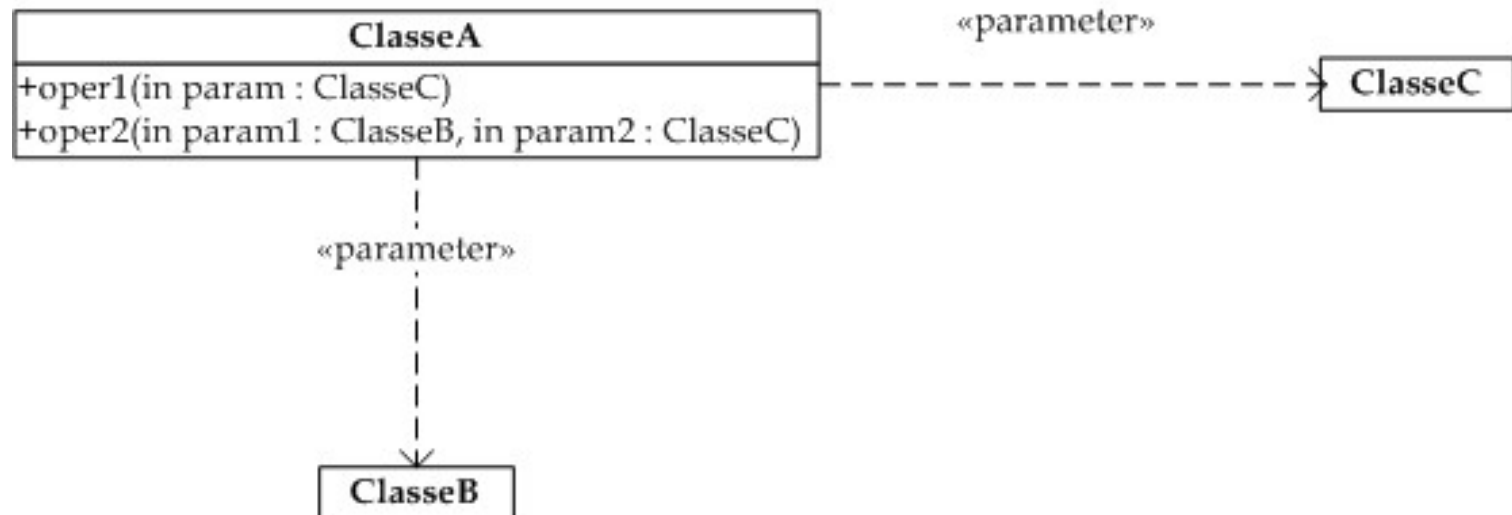 ClasseA
«parameter»
+oper1(in param : ClasseC)
ClasseC
+oper2(in param1 : ClasseB, in param2 : ClasseC)
«parameter»
ClasseB